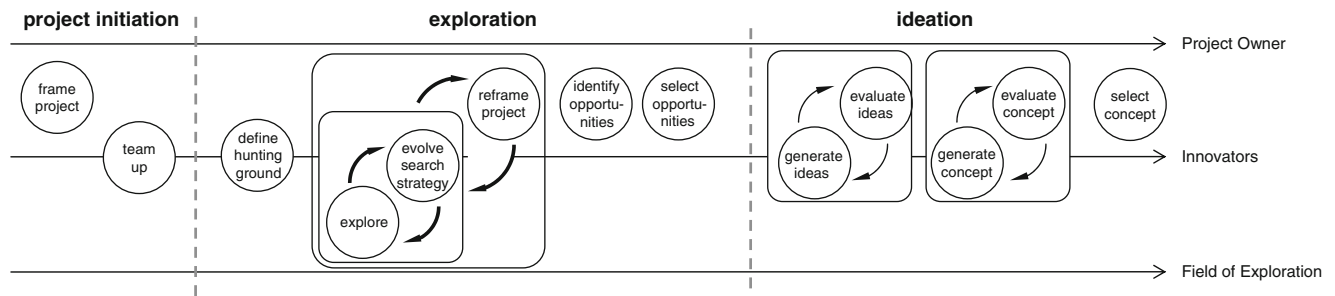 project initiation
exploration
ideation
Project Owner
frame
project
team
up
define
hunting
ground
explore
evolve
search
strategy
reframe
project
identify
opportu-
nities
select
opportu-
nities
generate
ideas
evaluate
ideas
generate
concept
evaluate
concept
select
concept
Innovators
Field of Exploration